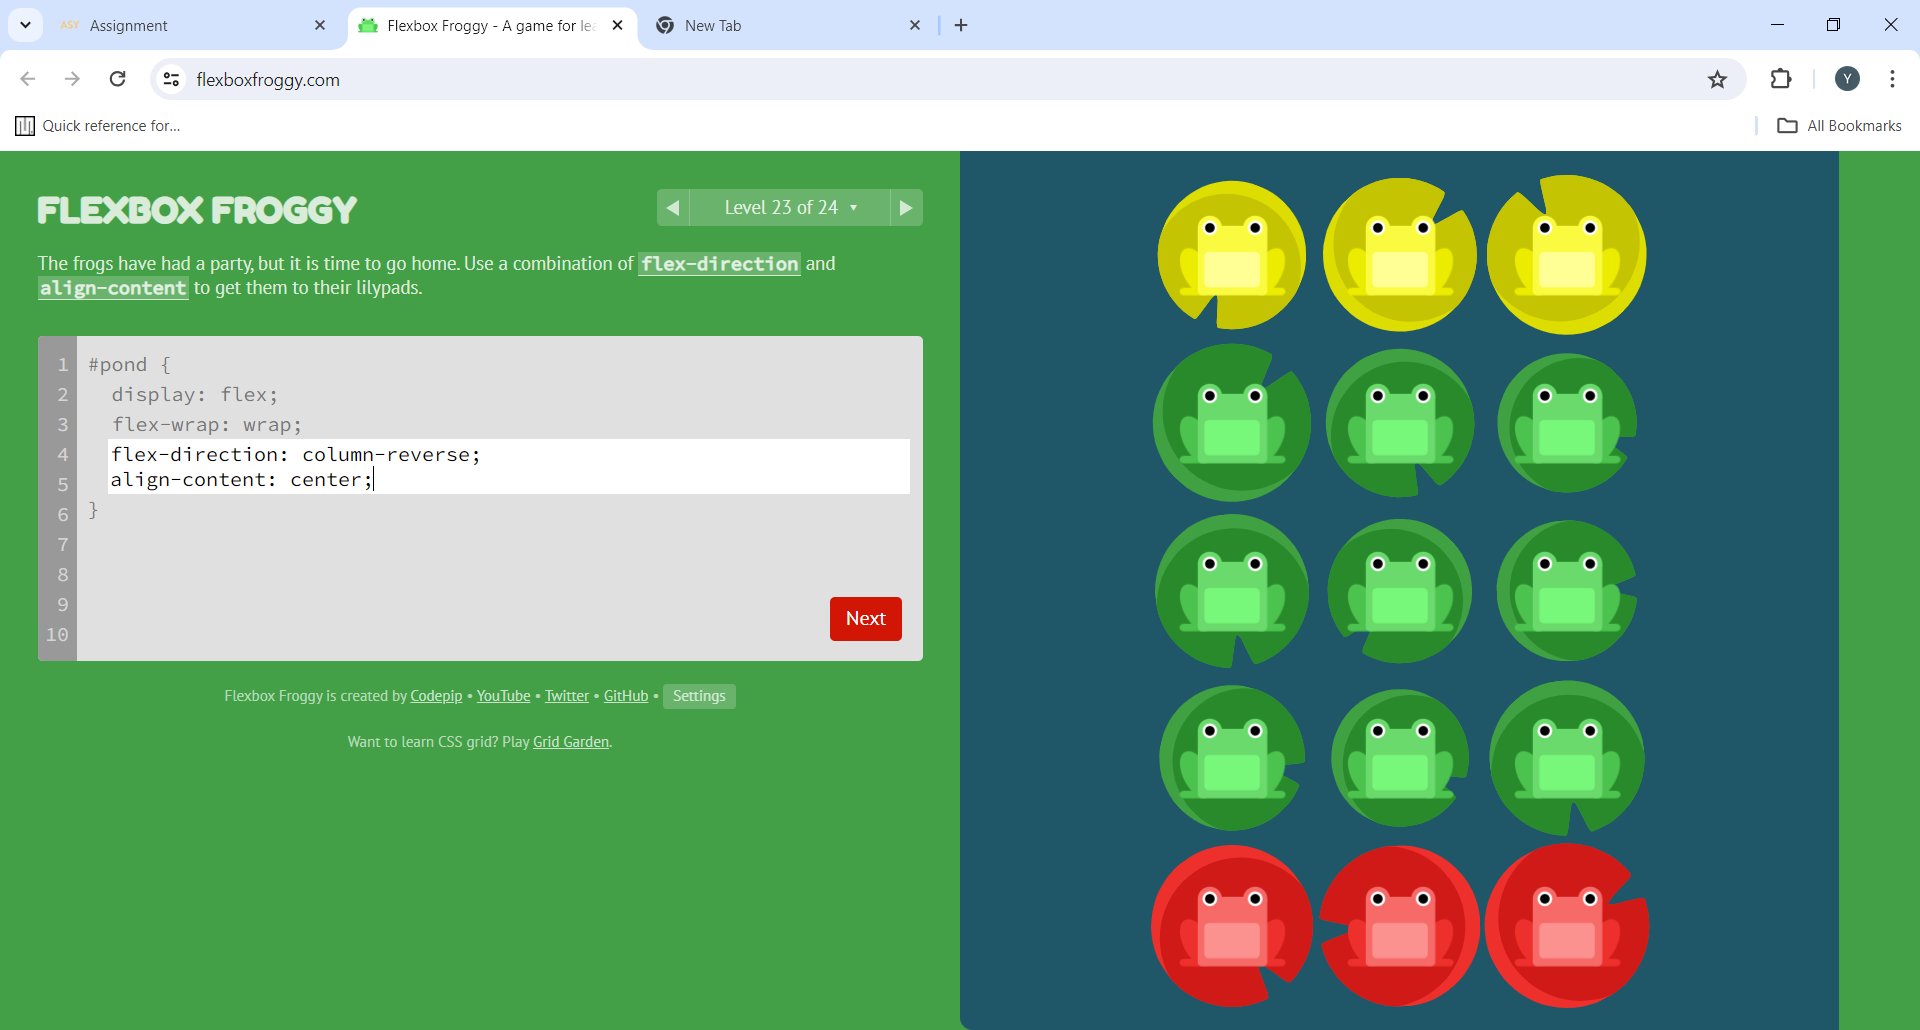 ASY Assignment
Flexbox Froggy - A game for lea
New Tab
flexboxfroggy.com
Y
Quick reference for...
All Bookmarks
FLEXBOX FROGGY
Level 23 of 24
The frogs have had a party, but it is time to go home. Use a combination of flex-direction and
align-content to get them to their lilypads.
1 #pond {
2 display: flex;
3 flex-wrap: wrap;
4 flex-direction: column-reverse;
5 align-content: center;
6 }
7
8
9
10
Next
Flexbox Froggy is created by Codepip • YouTube • Twitter • GitHub • Settings
Want to learn CSS grid? Play Grid Garden.